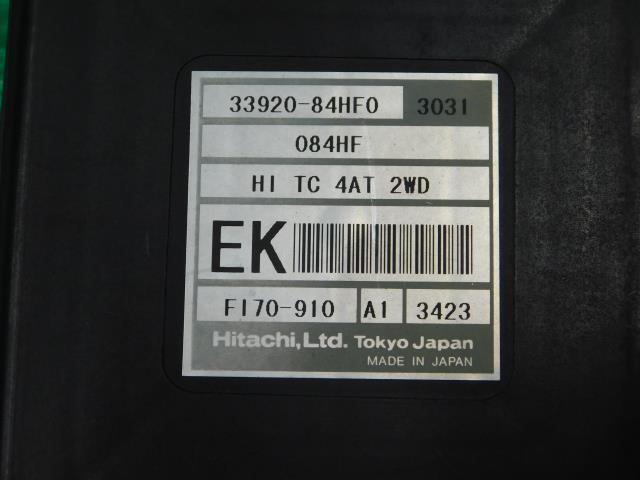 33920-84HF0 3031
084HF
HI TC 4AT 2WD
EK
FI70-910 A1 3423
Hitachi,Ltd. Tokyo Japan
MADE IN JAPAN